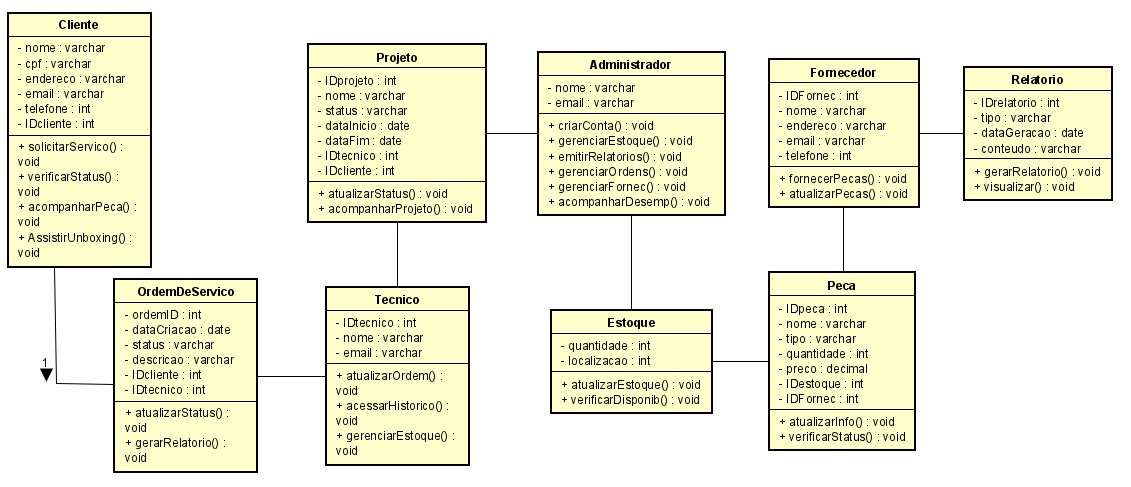 Cliente
- nome : varchar
- cpf : varchar
- endereco : varchar
- email : varchar
- telefone : int
- IDcliente : int
+ solicitarServico() :
void
+ verificarStatus() :
void
+ acompanharPeca() :
void
+ AssistirUnboxing() :
void
Projeto
- IDprojeto : int
- nome : varchar
- status : varchar
- dataInicio : date
- dataFim : date
- IDtecnico : int
- IDcliente : int
+ atualizarStatus() : void
+ acompanharProjeto() : void
Administrador
- nome : varchar
- email : varchar
+ criarConta() : void
+ gerenciarEstoque() : void
+ emitirRelatorios() : void
+ gerenciarOrdens() : void
+ gerenciarFornec() : void
+ acompanharDesemp() : void
Fornecedor
- IDFornec : int
- nome : varchar
- endereco : varchar
- email : varchar
- telefone : int
+ fornecerPecas() : void
+ atualizarPecas() : void
Relatorio
- IDrelatorio : int
- tipo : varchar
- dataGeracao : date
- conteudo : varchar
+ gerarRelatorio() : void
+ visualizar() : void
1
OrdemDeServico
- ordemID : int
- dataCriacao : date
- status : varchar
- descricao : varchar
- IDcliente : int
- IDtecnico : int
+ atualizarStatus() :
void
+ gerarRelatorio() :
void
Tecnico
- IDtecnico : int
- nome : varchar
- email : varchar
+ atualizarOrdem() :
void
+ acessarHistorico() :
void
+ gerenciarEstoque() :
void
Estoque
- quantidade : int
- localizacao : int
+ atualizarEstoque() : void
+ verificarDisponib() : void
Peca
- IDpeca : int
- nome : varchar
- tipo : varchar
- quantidade : int
- preco : decimal
- IDestoque : int
- IDFornec : int
+ atualizarInfo() : void
+ verificarStatus() : void